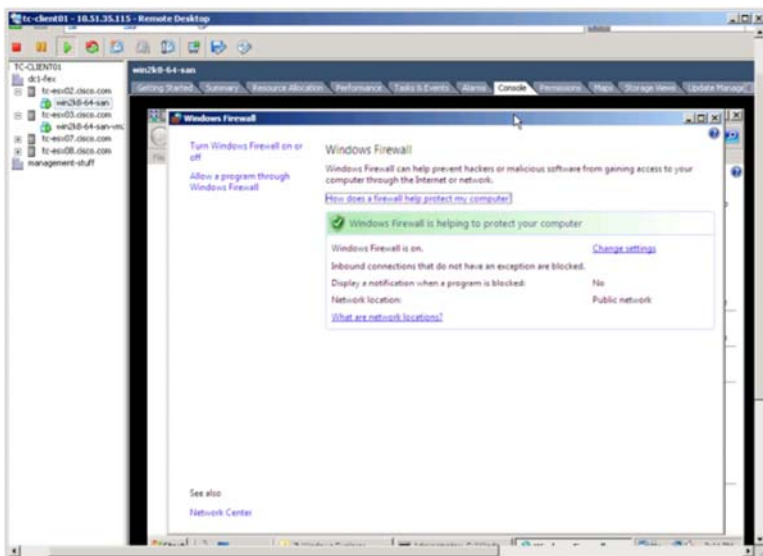 tc-client01 - 10.51.35.115 - Remote Desktop
TC-CLIENT01
dc1-fex
tc-esx02.cisco.com
win2k8-64-san
tc-esx03.cisco.com
win2k8-64-san-vm
tc-esx07.cisco.com
tc-esx08.cisco.com
management-stuff
win2k8-64-san
Getting Started Summary Resource Allocation Performance Tasks & Events Alarms Console Permissions Maps Storage Views Update Manage
Windows Firewall
Turn Windows Firewall on or off
Allow a program through Windows Firewall
Windows Firewall
Windows Firewall can help prevent hackers or malicious software from gaining access to your computer through the Internet or network.
How does a firewall help protect my computer?
Windows Firewall is helping to protect your computer
Windows Firewall is on.
Change settings
Inbound connections that do not have an exception are blocked.
Display a notification when a program is blocked: No
Network location: Public network
What are network locations?
See also
Network Center